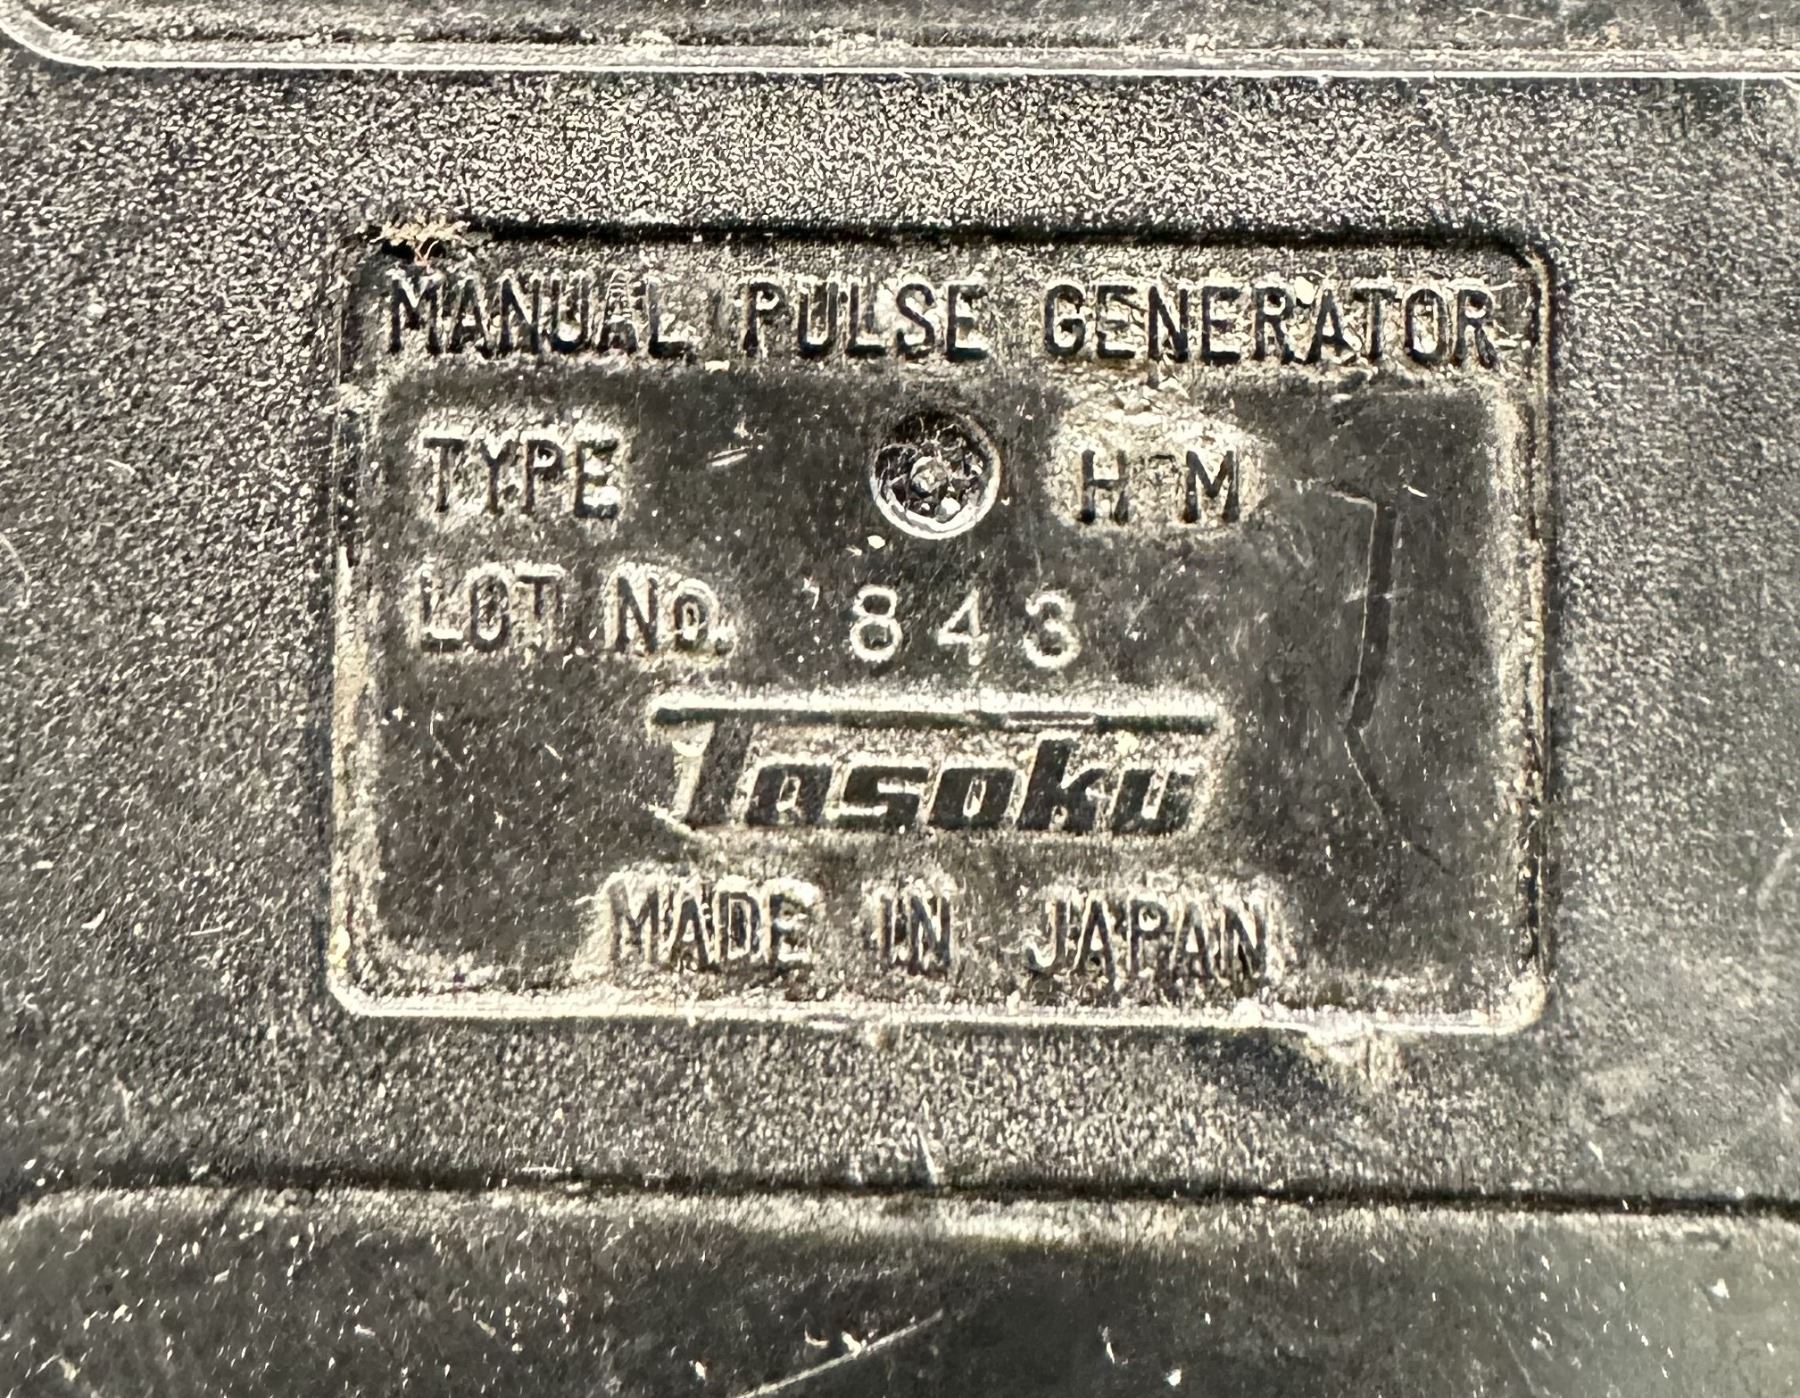 MANUAL PULSE GENERATOR
TYPE HM
LOT No. 843
Tosoku
MADE IN JAPAN